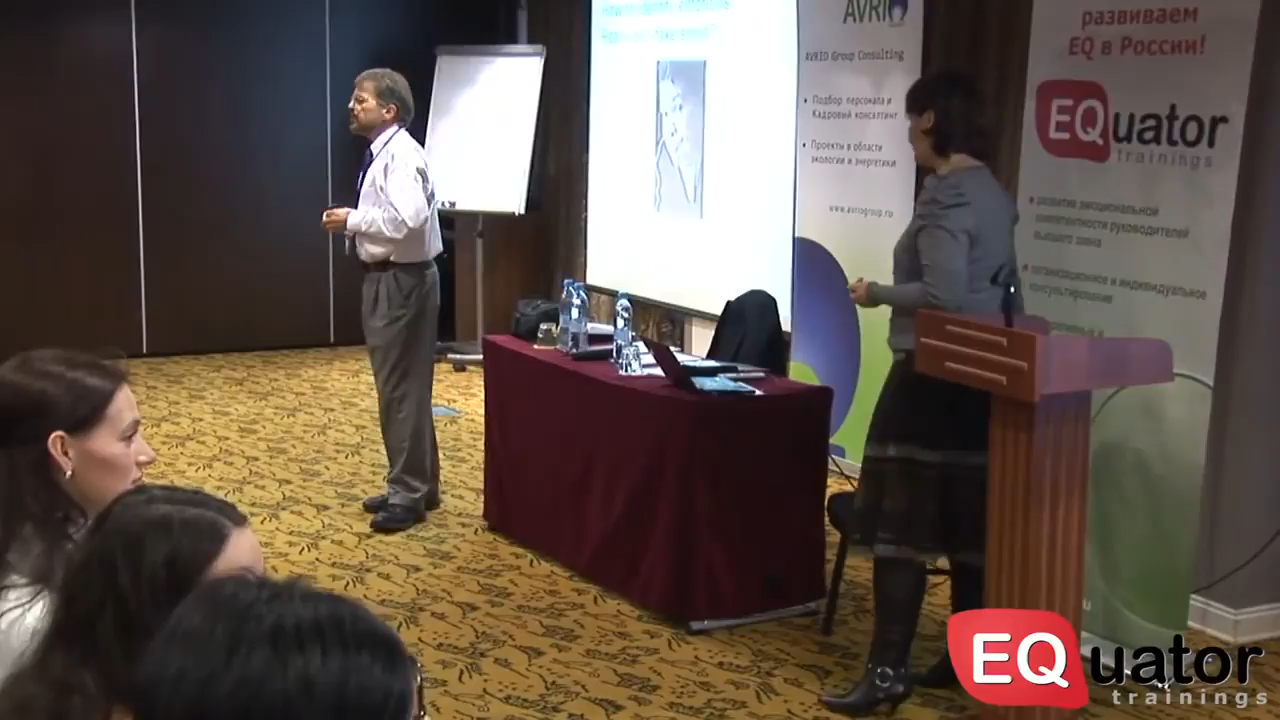 AVRIO
AVRIO Group Consulting
• Подбор персонала и
Кадровый консалтинг
• Проекты в области
экологии и энергетики
www.avriogroup.ru
развиваем
EQ в России!
EQuator
trainings
• развитие эмоциональной
компетентности руководителей
высшего звена
• организационное и индивидуальное
консультирование
EQuator
trainings